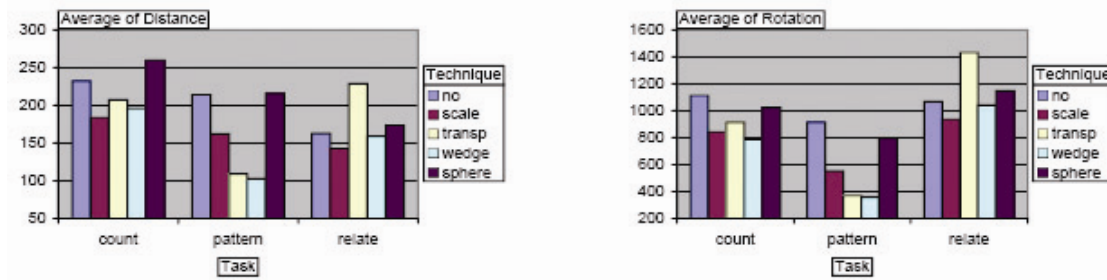 Average of Distance
300
250
200
150
100
50
count pattern relate
Task
Technique
no
scale
transp
wedge
sphere
Average of Rotation
1600
1400
1200
1000
800
600
400
200
count pattern relate
Task
Technique
no
scale
transp
wedge
sphere